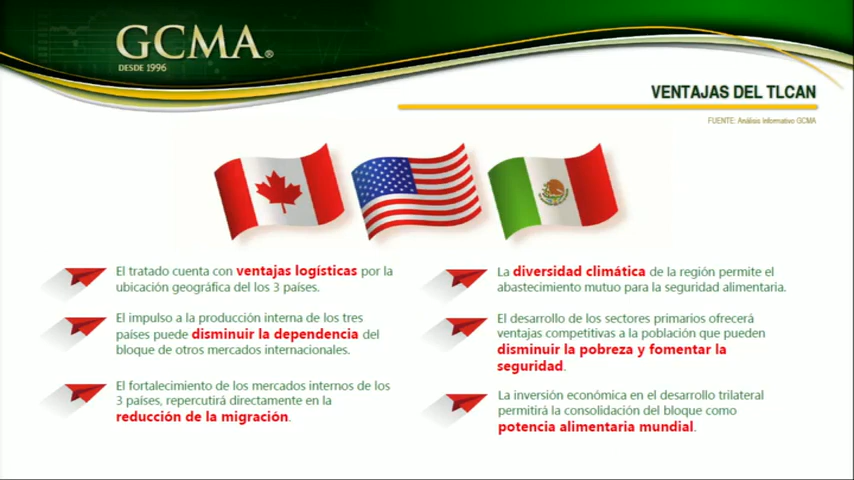 GCMA®
DESDE 1996
VENTAJAS DEL TLCAN
FUENTE: Análisis Informativo GCMA
El tratado cuenta con ventajas logísticas por la
ubicación geográfica del los 3 países.
El impulso a la producción interna de los tres
países puede disminuir la dependencia del
bloque de otros mercados internacionales.
El fortalecimiento de los mercados internos de los
3 países, repercutirá directamente en la
reducción de la migración.
La diversidad climática de la región permite el
abastecimiento mutuo para la seguridad alimentaria.
El desarrollo de los sectores primarios ofrecerá
ventajas competitivas a la población que pueden
disminuir la pobreza y fomentar la
seguridad.
La inversión económica en el desarrollo trilateral
permitirá la consolidación del bloque como
potencia alimentaria mundial.